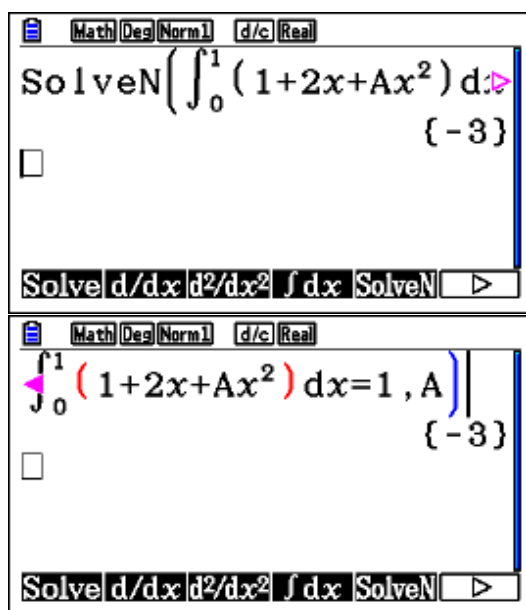 Math Deg Norm1 d/c Real
SolveN(∫₀¹(1+2x+Ax²)dx
{-3}
Solve d/dx d²/dx² ∫dx SolveN ▷
Math Deg Norm1 d/c Real
∫₀¹(1+2x+Ax²)dx=1,A)
{-3}
Solve d/dx d²/dx² ∫dx SolveN ▷